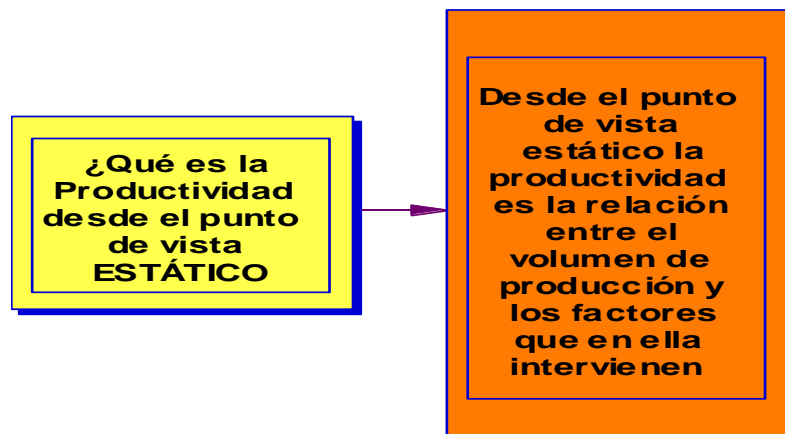 ¿Qué es la
Productividad
desde el punto
de vista
ESTÁTICO
Desde el punto
de vista
estático la
productividad
es la relación
entre el
volumen de
producción y
los factores
que en ella
intervienen